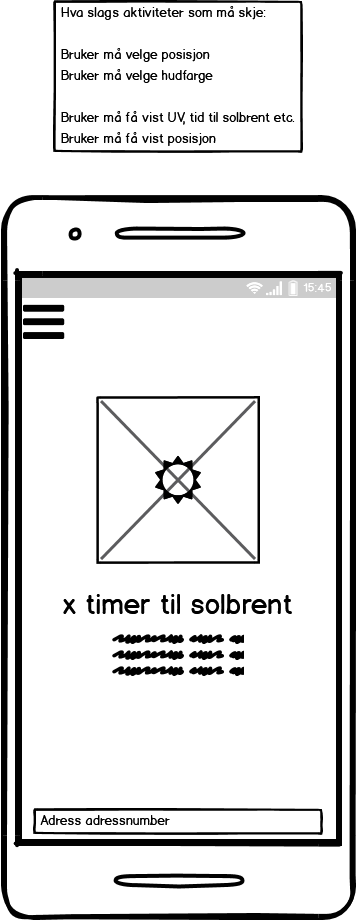 Hva slags aktiviteter som må skje:
Bruker må velge posisjon
Bruker må velge hudfarge
Bruker må få vist UV, tid til solbrent etc.
Bruker må få vist posisjon
15:45
x timer til solbrent
Adress adressnumber